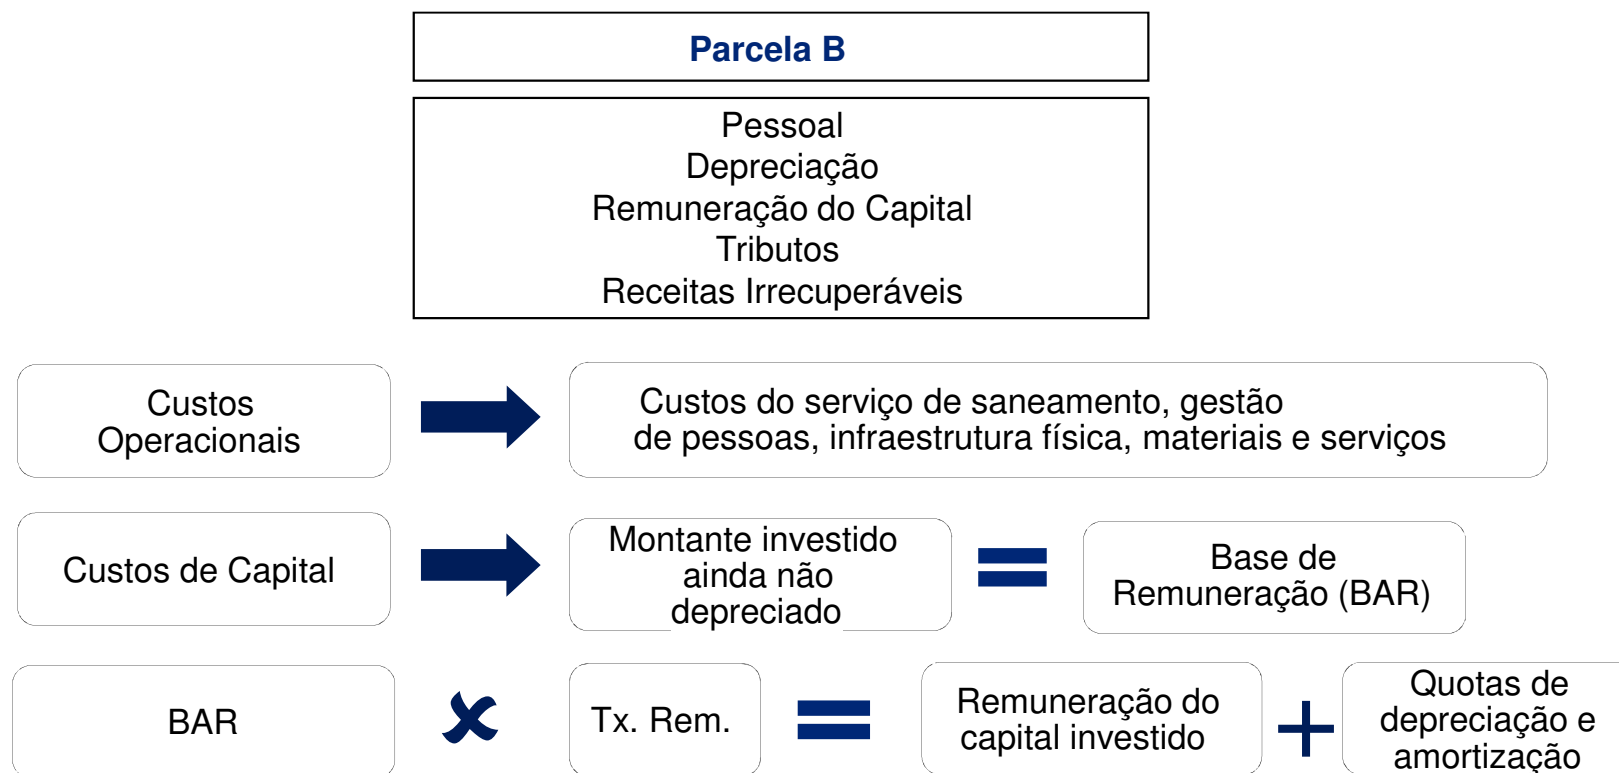 Parcela B
Pessoal
Depreciação
Remuneração do Capital
Tributos
Receitas Irrecuperáveis
Custos
Operacionais
Custos do serviço de saneamento, gestão
de pessoas, infraestrutura física, materiais e serviços
Custos de Capital
Montante investido
ainda não
depreciado
=
Base de
Remuneração (BAR)
BAR
×
Tx. Rem.
=
Remuneração do
capital investido
+
Quotas de
depreciação e
amortização